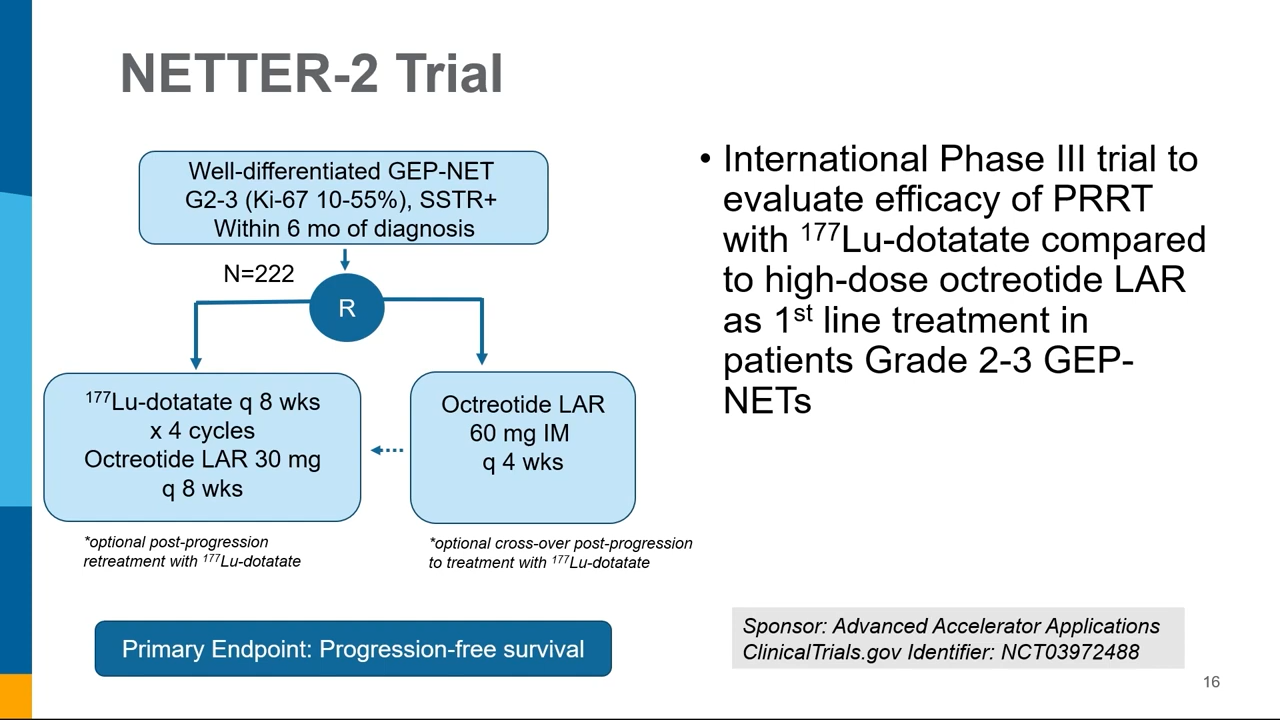 NETTER-2 Trial
Well-differentiated GEP-NET
G2-3 (Ki-67 10-55%), SSTR+
Within 6 mo of diagnosis
N=222
R
¹⁷⁷Lu-dotatate q 8 wks
x 4 cycles
Octreotide LAR 30 mg
q 8 wks
Octreotide LAR
60 mg IM
q 4 wks
*optional post-progression
retreatment with ¹⁷⁷Lu-dotatate
*optional cross-over post-progression
to treatment with ¹⁷⁷Lu-dotatate
Primary Endpoint: Progression-free survival
• International Phase III trial to
evaluate efficacy of PRRT
with ¹⁷⁷Lu-dotatate compared
to high-dose octreotide LAR
as 1ˢᵗ line treatment in
patients Grade 2-3 GEP-
NETs
Sponsor: Advanced Accelerator Applications
ClinicalTrials.gov Identifier: NCT03972488
16